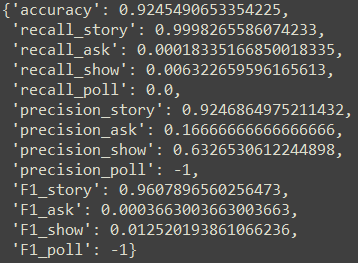 {'accuracy': 0.9245490653354225,
'recall_story': 0.9998265586074233,
'recall_ask': 0.00018335166850018335,
'recall_show': 0.006322659596165613,
'recall_poll': 0.0,
'precision_story': 0.9246864975211432,
'precision_ask': 0.16666666666666666,
'precision_show': 0.6326530612244898,
'precision_poll': -1,
'F1_story': 0.9607896560256473,
'F1_ask': 0.0003663003663003663,
'F1_show': 0.012520193861066236,
'F1_poll': -1}